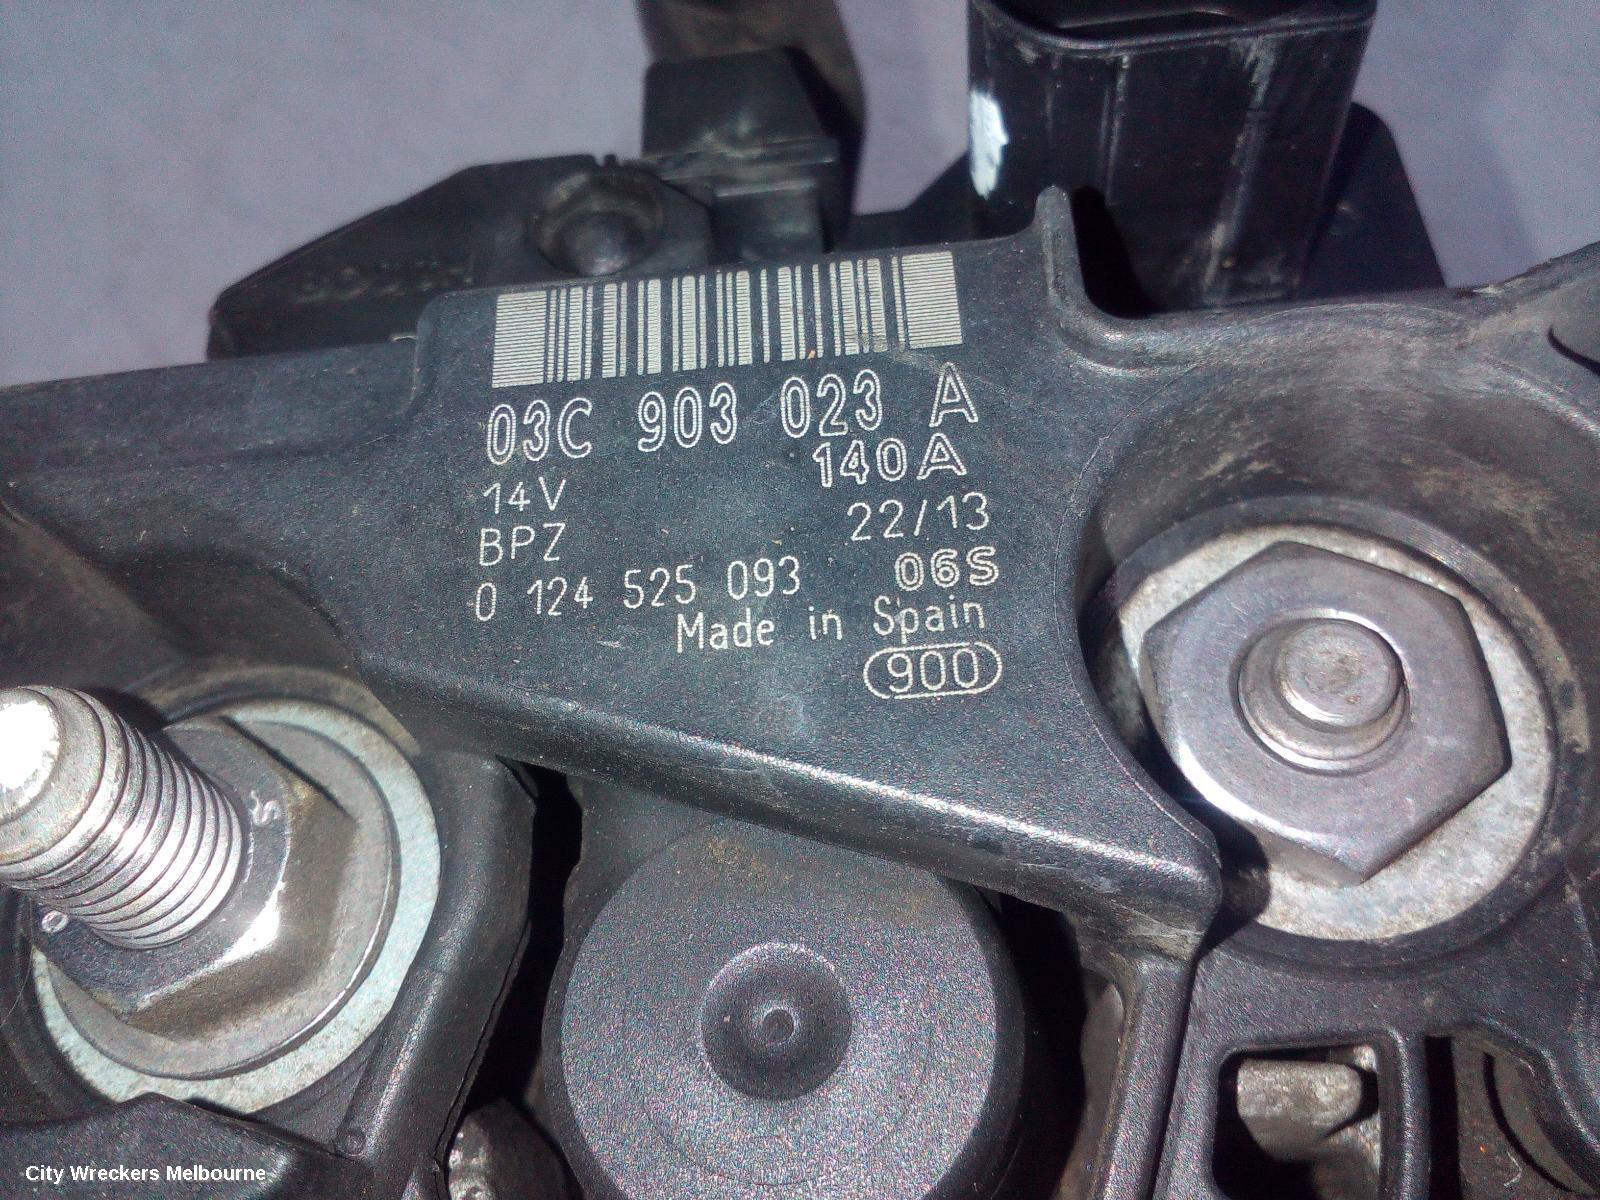 03C 903 023 A
140A
14V
22/13
BPZ
0 124 525 093 06S
Made in Spain
900
City Wreckers Melbourne